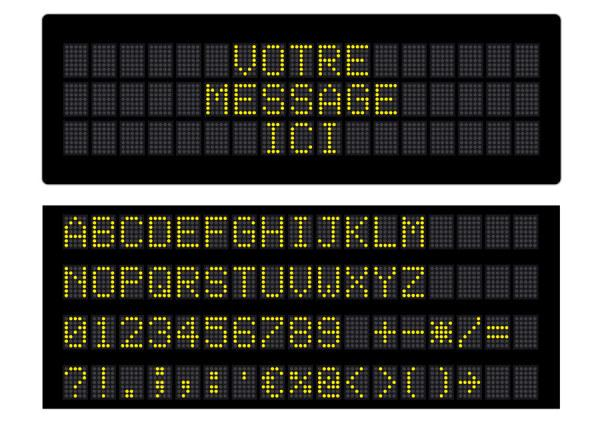 VOTRE
MESSAGE
ICI
ABCDEFGHIJKLM
NOPQRSTUVWXYZ
0123456789 +-*/=
?!.;,:'€%@<>()→